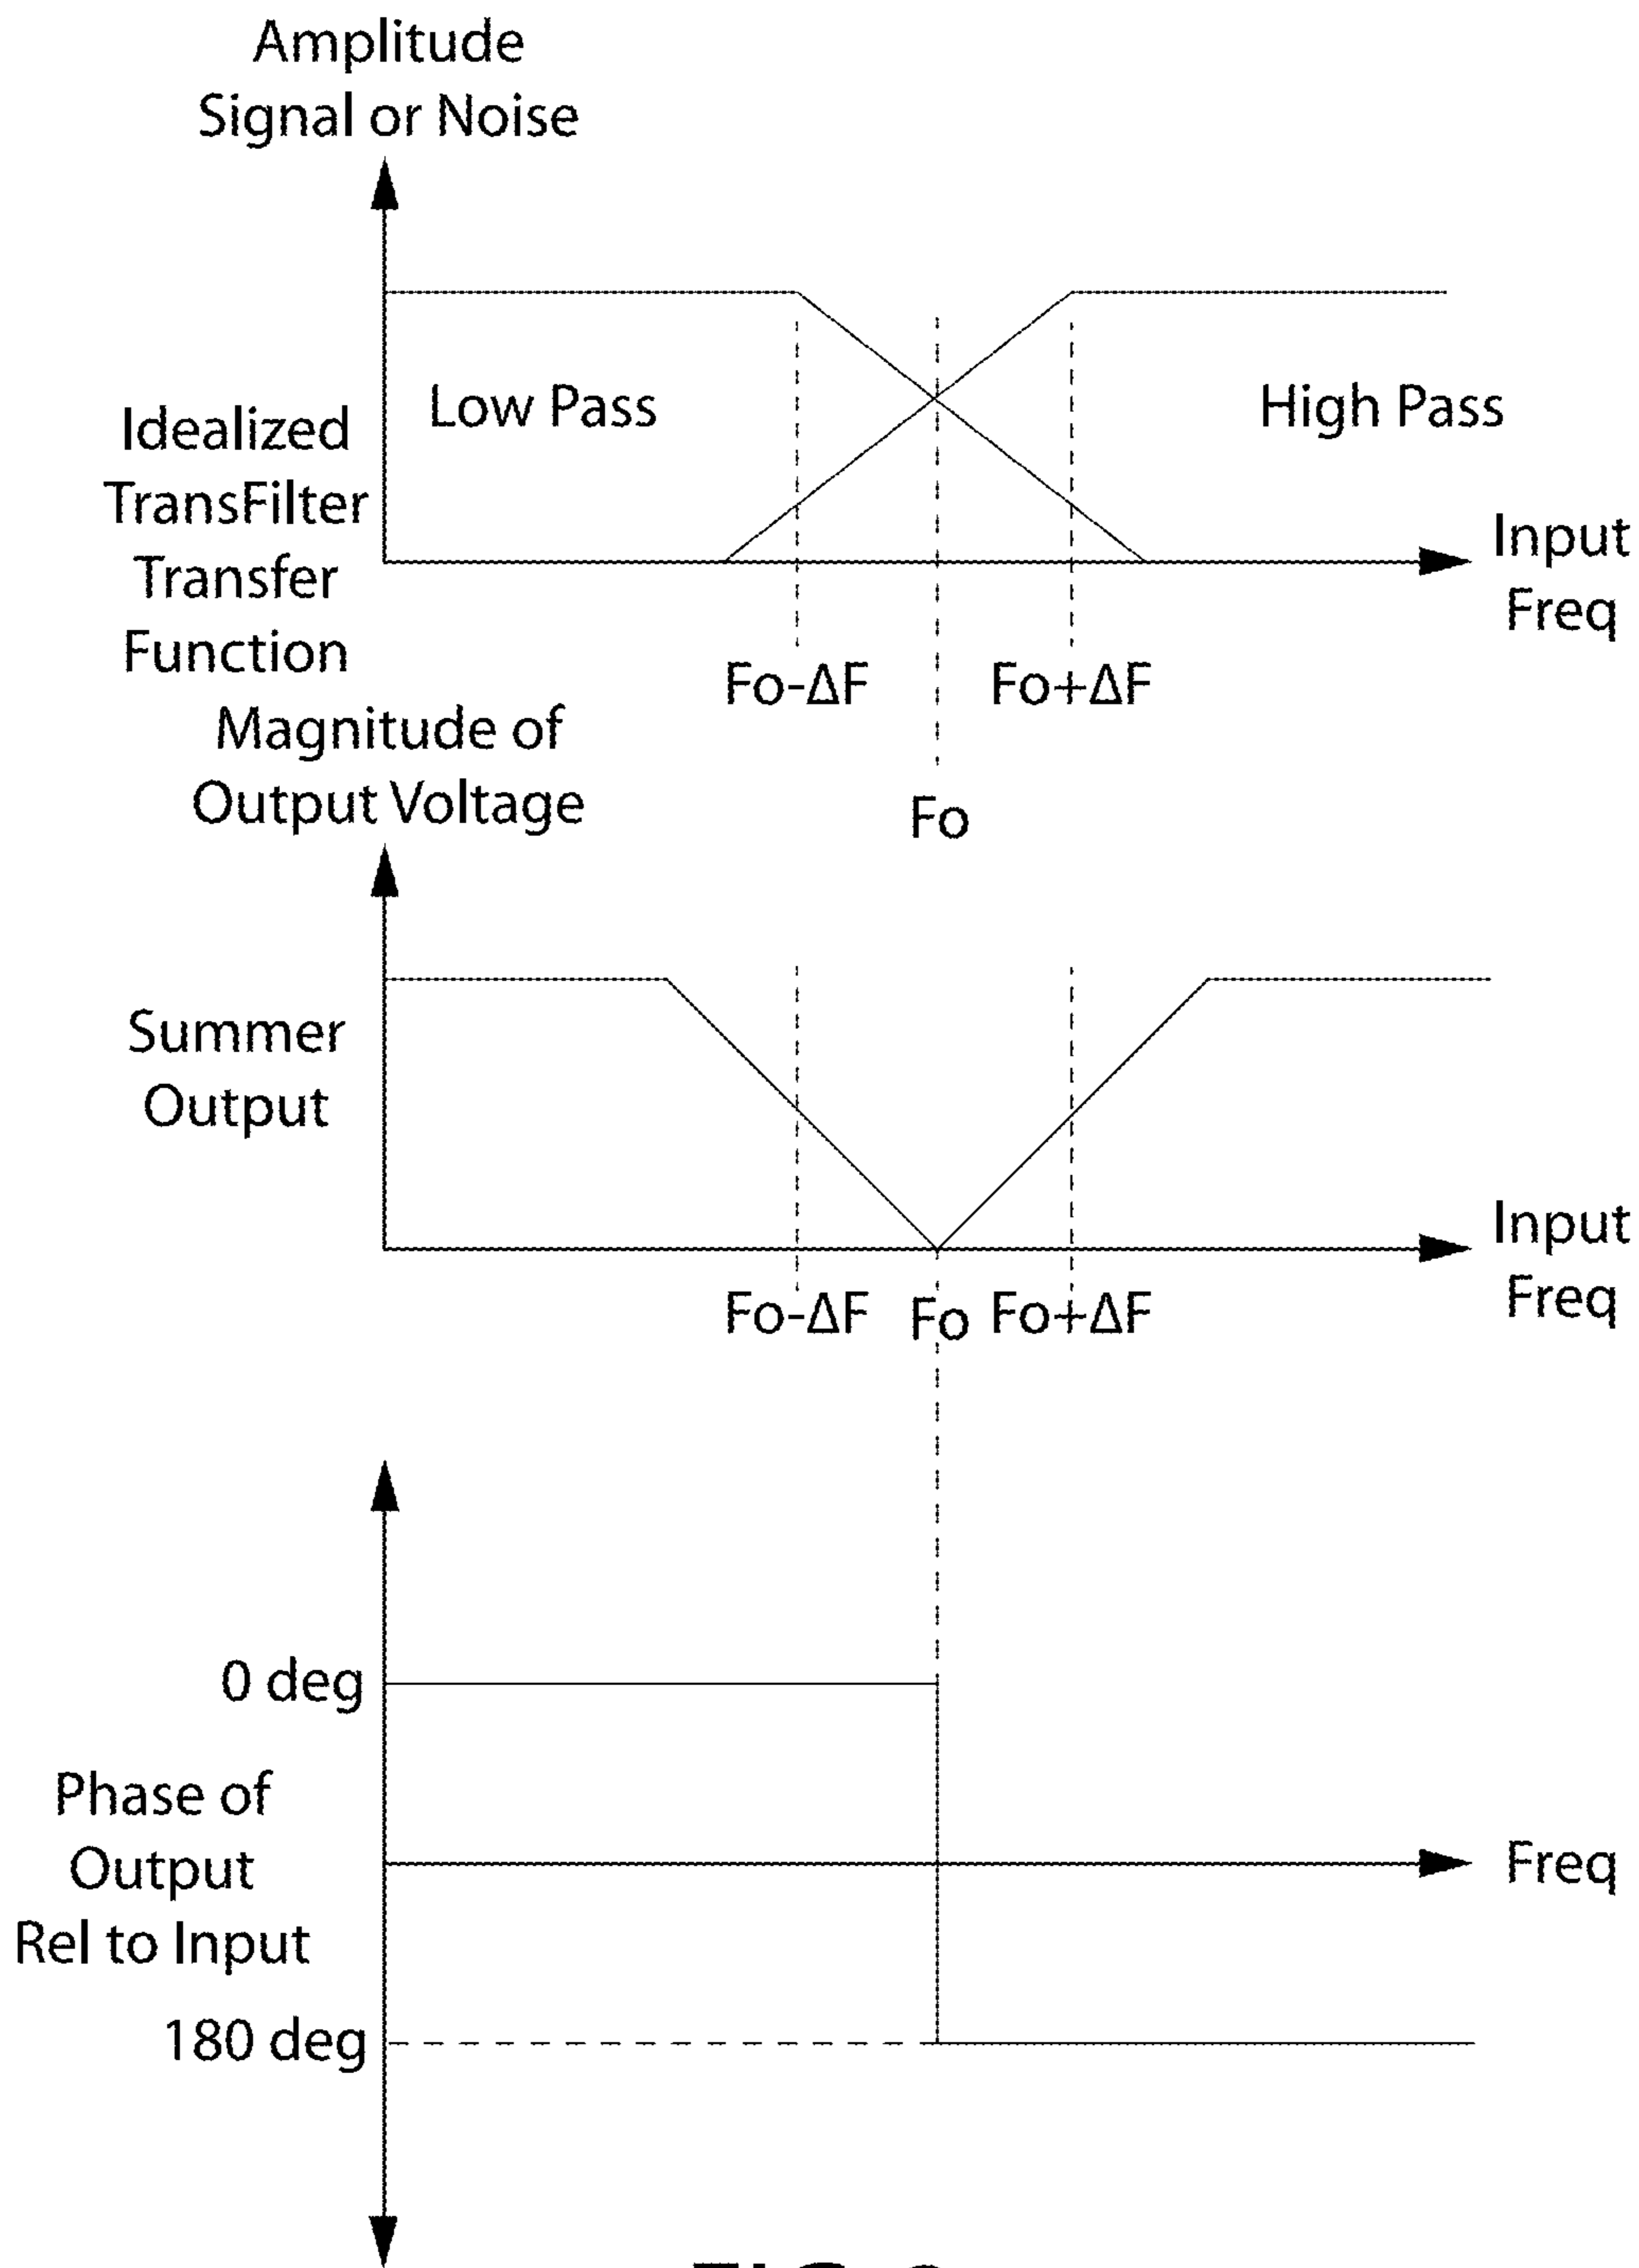 Amplitude
Signal or Noise
Low Pass
High Pass
Idealized
TransFilter
Transfer
Function
Input
Freq
Fo-ΔF
Fo+ΔF
Fo
Magnitude of
Output Voltage
Summer
Output
Input
Freq
Fo-ΔF
Fo
Fo+ΔF
0 deg
Phase of
Output
Rel to Input
Freq
180 deg